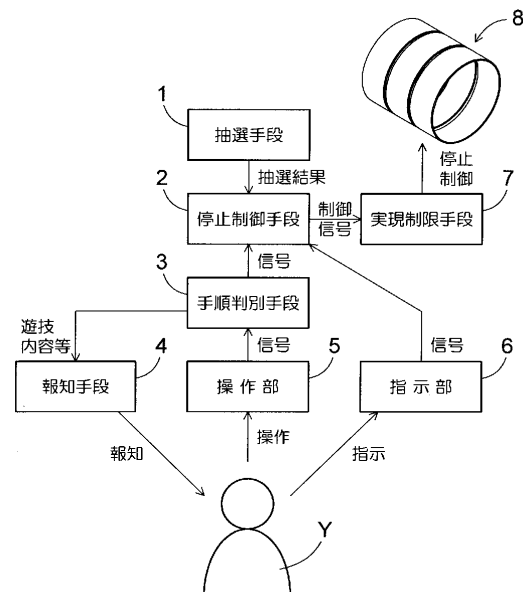 8
1
抽選手段
抽選結果
停止
制御
2
停止制御手段
制御
信号
実現制限手段
7
信号
3
手順判別手段
遊技
内容等
4
報知手段
信号
5
操作部
信号
6
指示部
報知
操作
指示
Y